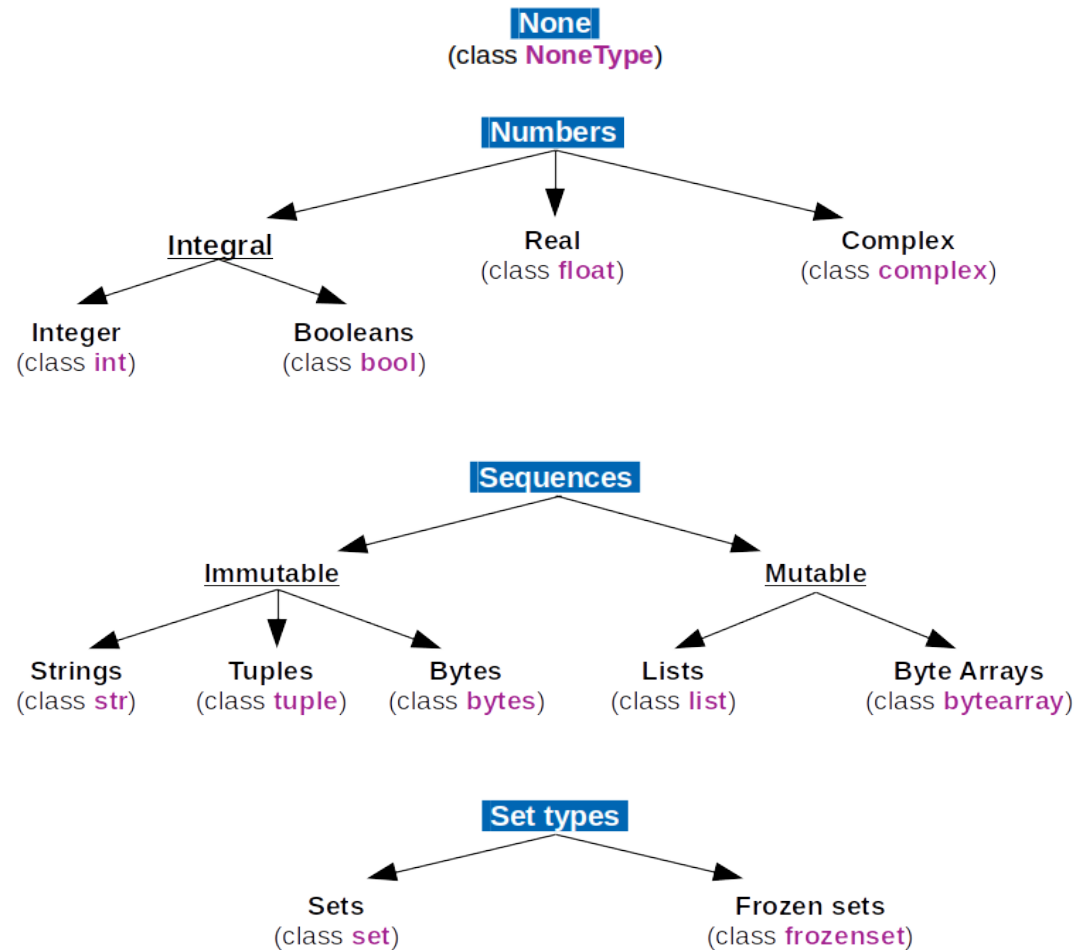 None
(class NoneType)
Numbers
Integral
Real
(class float)
Complex
(class complex)
Integer
(class int)
Booleans
(class bool)
Sequences
Immutable
Mutable
Strings
(class str)
Tuples
(class tuple)
Bytes
(class bytes)
Lists
(class list)
Byte Arrays
(class bytearray)
Set types
Sets
(class set)
Frozen sets
(class frozenset)